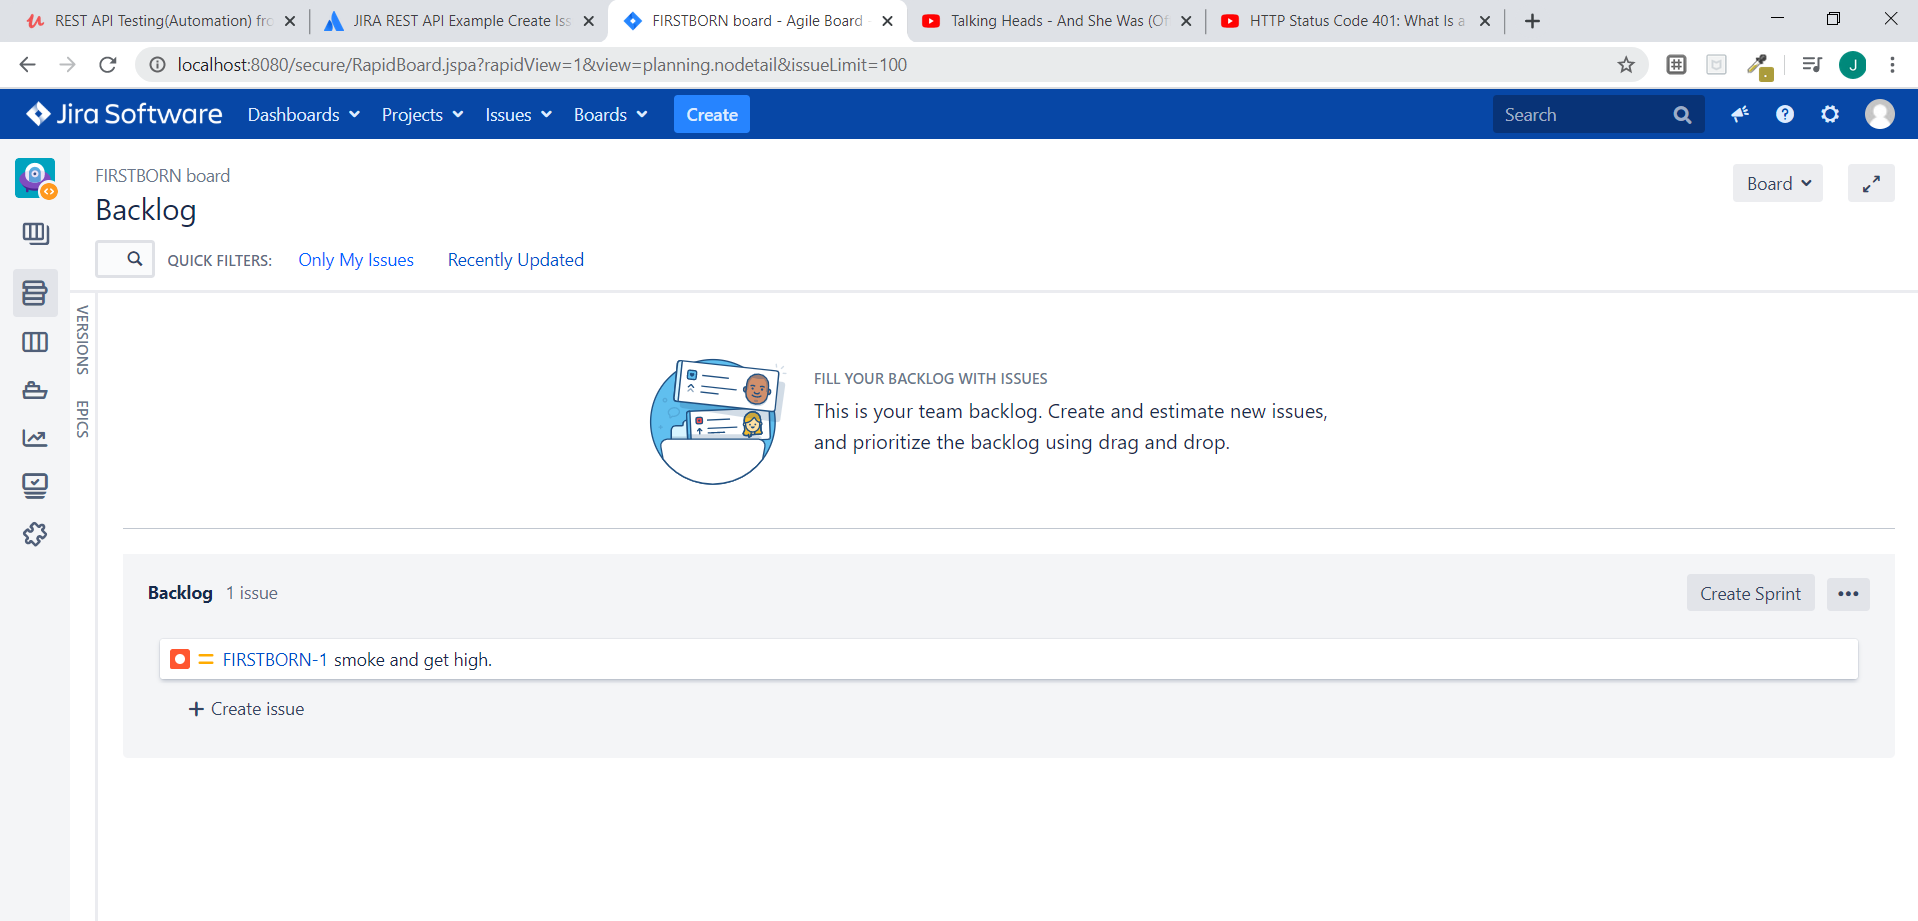 REST API Testing(Automation) fro
JIRA REST API Example Create Iss
FIRSTBORN board - Agile Board -
Talking Heads - And She Was (Of
HTTP Status Code 401: What Is a
localhost:8080/secure/RapidBoard.jspa?rapidView=1&view=planning.nodetail&issueLimit=100
J
Jira Software Dashboards Projects Issues Boards Create Search
FIRSTBORN board
Backlog
Board
QUICK FILTERS: Only My Issues Recently Updated
VERSIONS
EPICS
FILL YOUR BACKLOG WITH ISSUES
This is your team backlog. Create and estimate new issues,
and prioritize the backlog using drag and drop.
Backlog 1 issue
Create Sprint
FIRSTBORN-1 smoke and get high.
+ Create issue